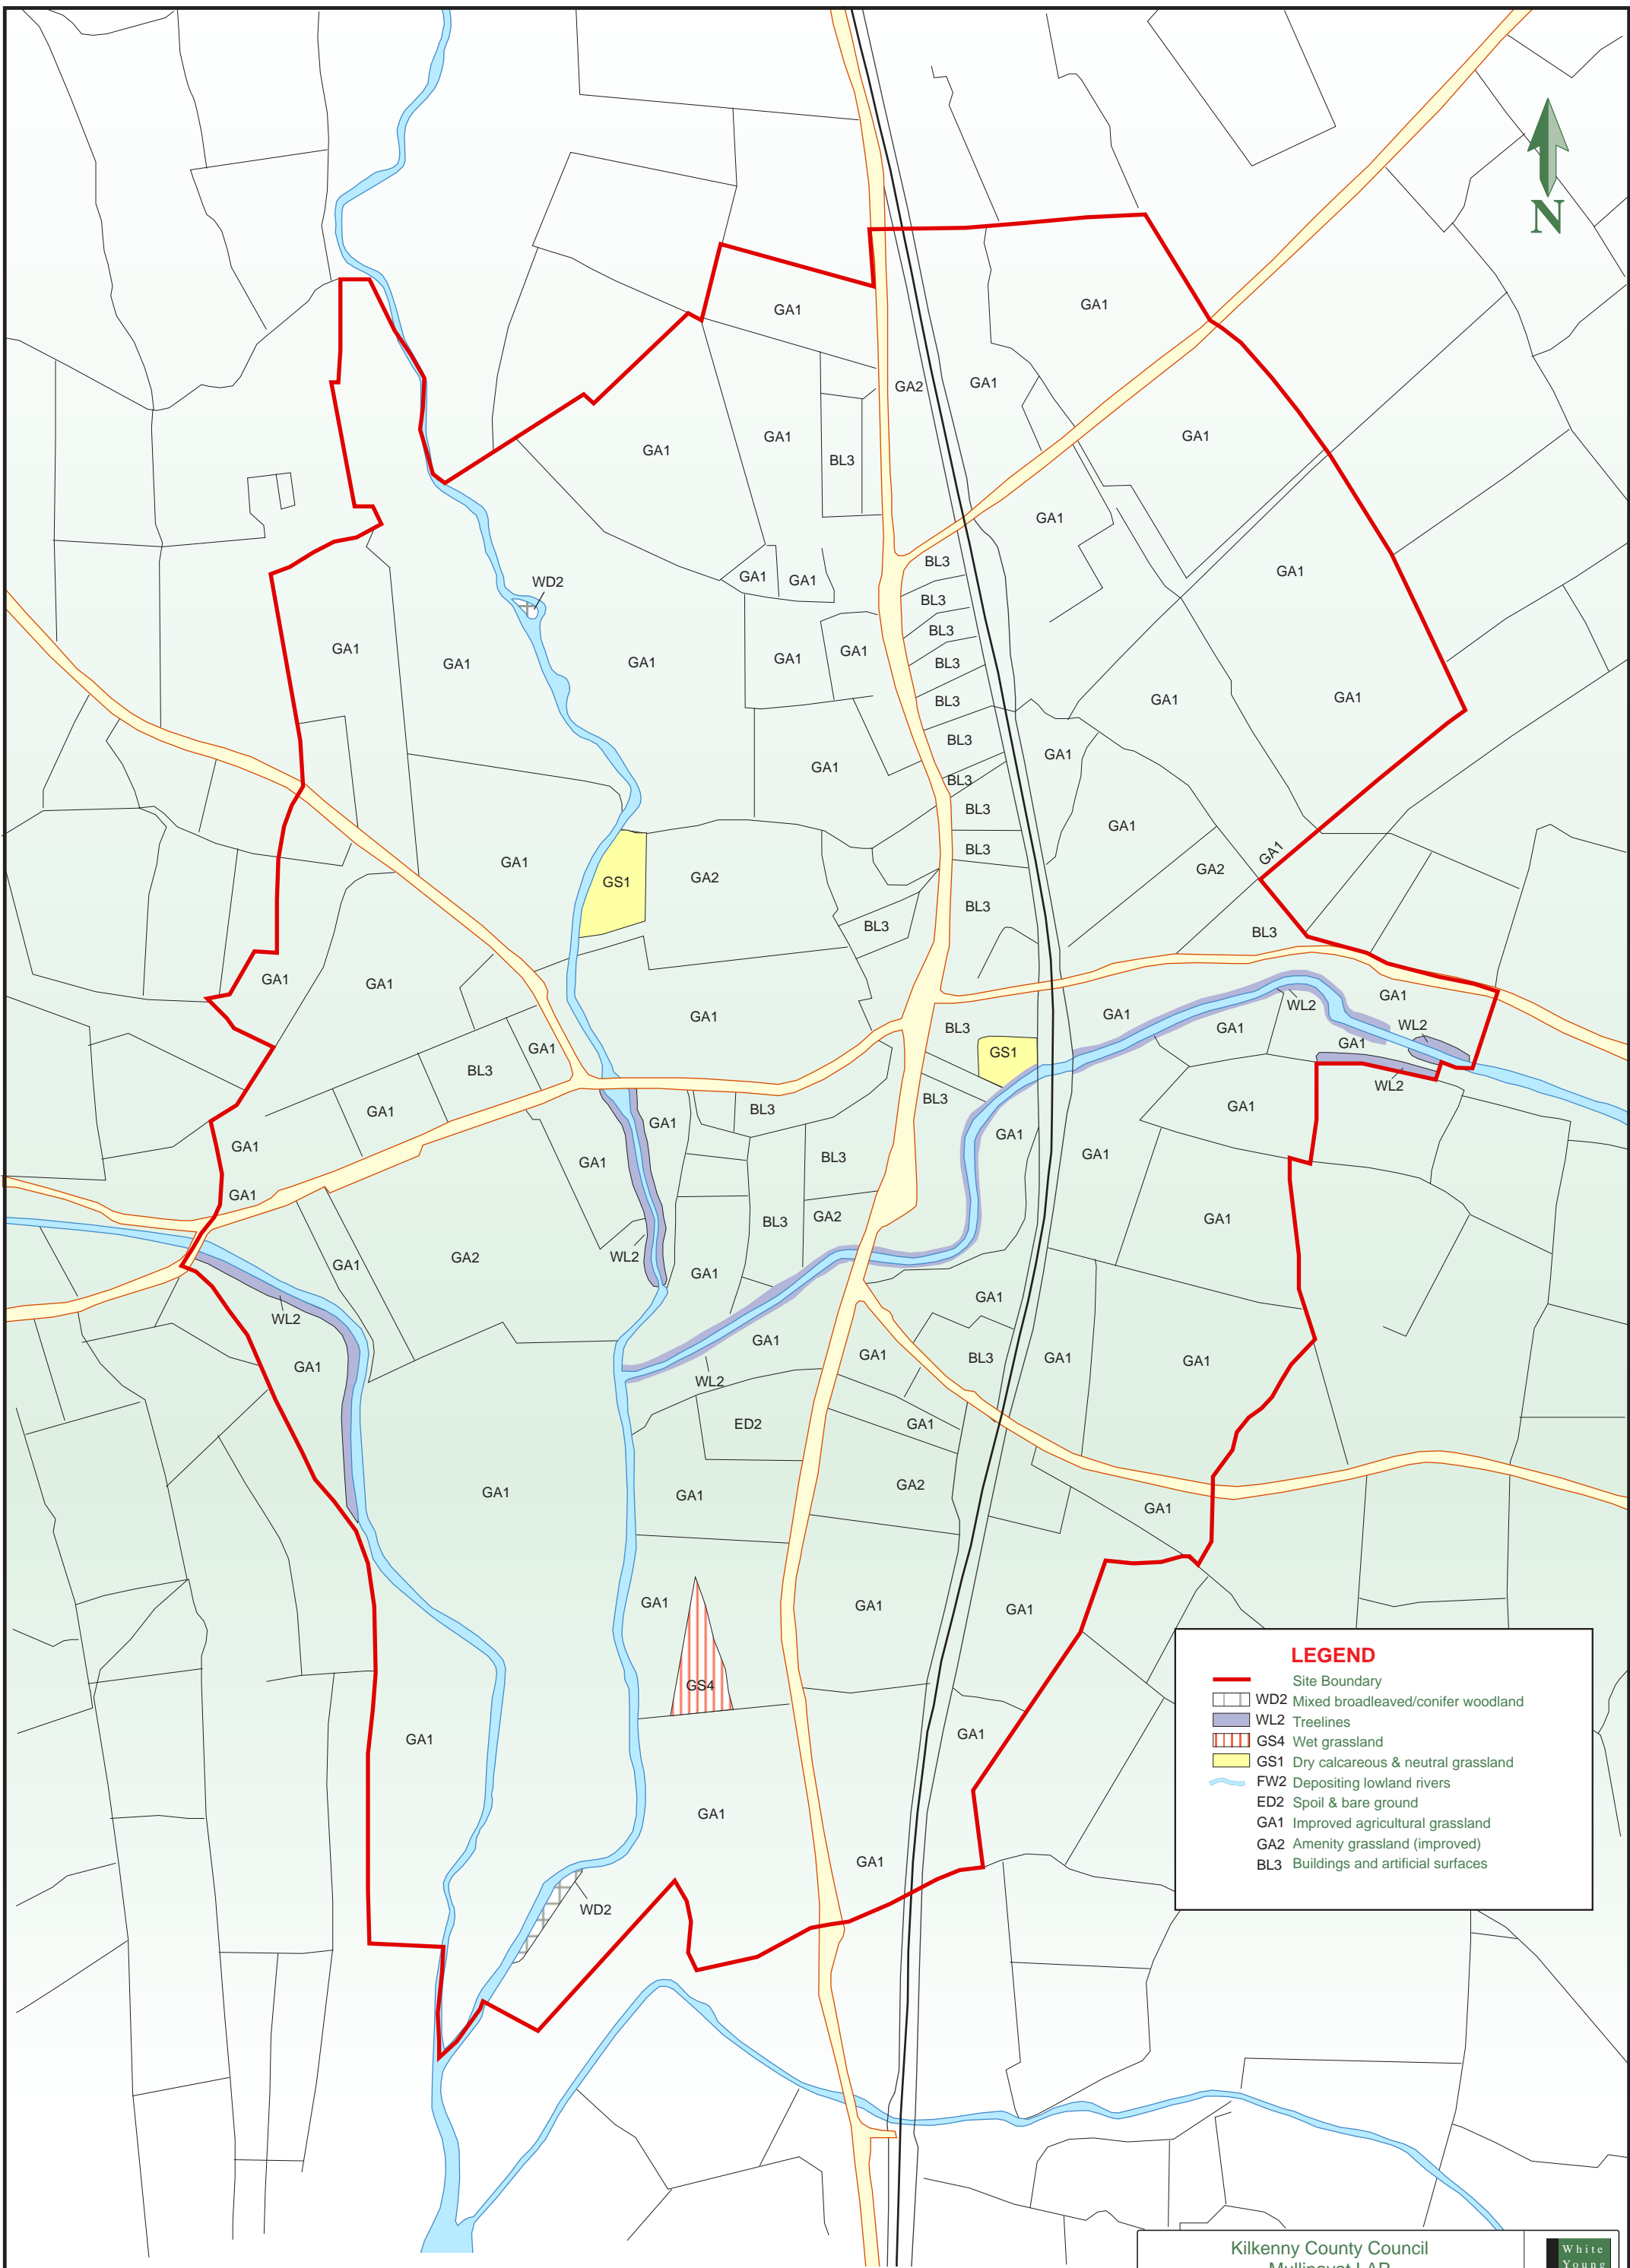 N
GA1
GA1
GA2
GA1
GA1
GA1
GA1
BL3
GA1
BL3
GA1
GA1
GA1
WD2
BL3
BL3
GA1
GA1
GA1
GA1
GA1
BL3
GA1
BL3
GA1
GA1
BL3
GA1
GA1
BL3
BL3
GA1
BL3
GA1
BL3
GA1
GA1
GS1
GA2
GA2
BL3
BL3
BL3
GA1
GA1
GA1
WL2
GA1
GA1
BL3
GA1
WL2
GA1
GS1
GA1
BL3
WL2
GA1
BL3
BL3
GA1
GA1
GA1
GA1
GA1
BL3
GA1
GA1
BL3
GA2
GA1
WL2
GA2
GA1
GA1
GA1
WL2
GA1
GA1
BL3
GA1
GA1
GA1
WL2
ED2
GA1
GA2
GA1
GA1
GA1
GA1
GA1
GA1
GS4
GA1
GA1
GA1
GA1
WD2
LEGEND
Site Boundary
WD2 Mixed broadleaved/conifer woodland
WL2 Treelines
GS4 Wet grassland
GS1 Dry calcareous & neutral grassland
FW2 Depositing lowland rivers
ED2 Spoil & bare ground
GA1 Improved agricultural grassland
GA2 Amenity grassland (improved)
BL3 Buildings and artificial surfaces
Kilkenny County Council
White
Young